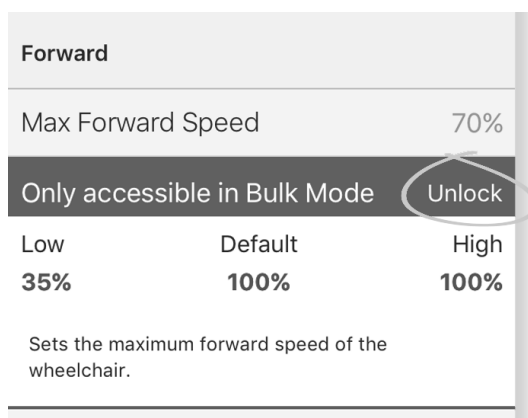 Forward
Max Forward Speed 70%
Only accessible in Bulk Mode Unlock
Low Default High
35% 100% 100%
Sets the maximum forward speed of the
wheelchair.